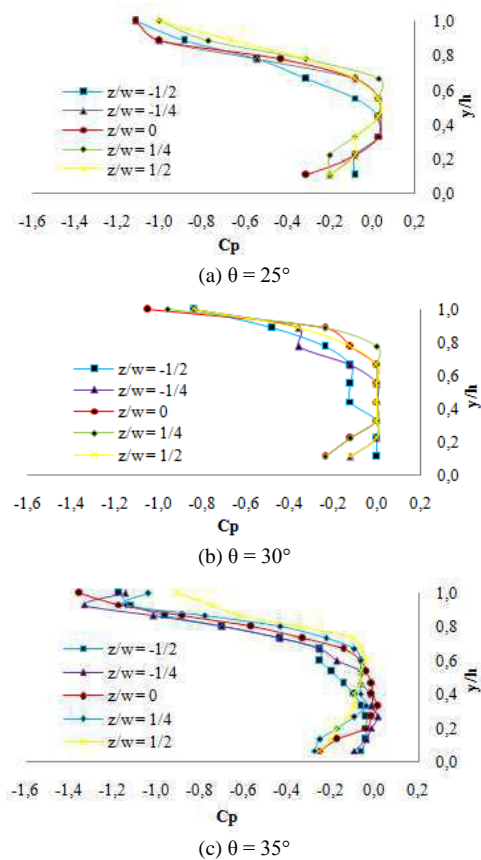 1,0
0,8
0,6
0,4
0,2
0,0
y/h
z/w= -1/2
z/w= -1/4
z/w= 0
z/w= 1/4
z/w= 1/2
-1,6 -1,4 -1,2 -1,0 -0,8 -0,6 -0,4 -0,2 0,0 0,2
Cp
(a) θ = 25°
1,0
0,8
0,6
0,4
0,2
0,0
y/h
z/w= -1/2
z/w= -1/4
z/w= 0
z/w= 1/4
z/w= 1/2
-1,6 -1,4 -1,2 -1,0 -0,8 -0,6 -0,4 -0,2 0,0 0,2
Cp
(b) θ = 30°
1,0
0,8
0,6
0,4
0,2
0,0
y/h
z/w= -1/2
z/w= -1/4
z/w= 0
z/w= 1/4
z/w= 1/2
-1,6 -1,4 -1,2 -1,0 -0,8 -0,6 -0,4 -0,2 0,0 0,2
Cp
(c) θ = 35°